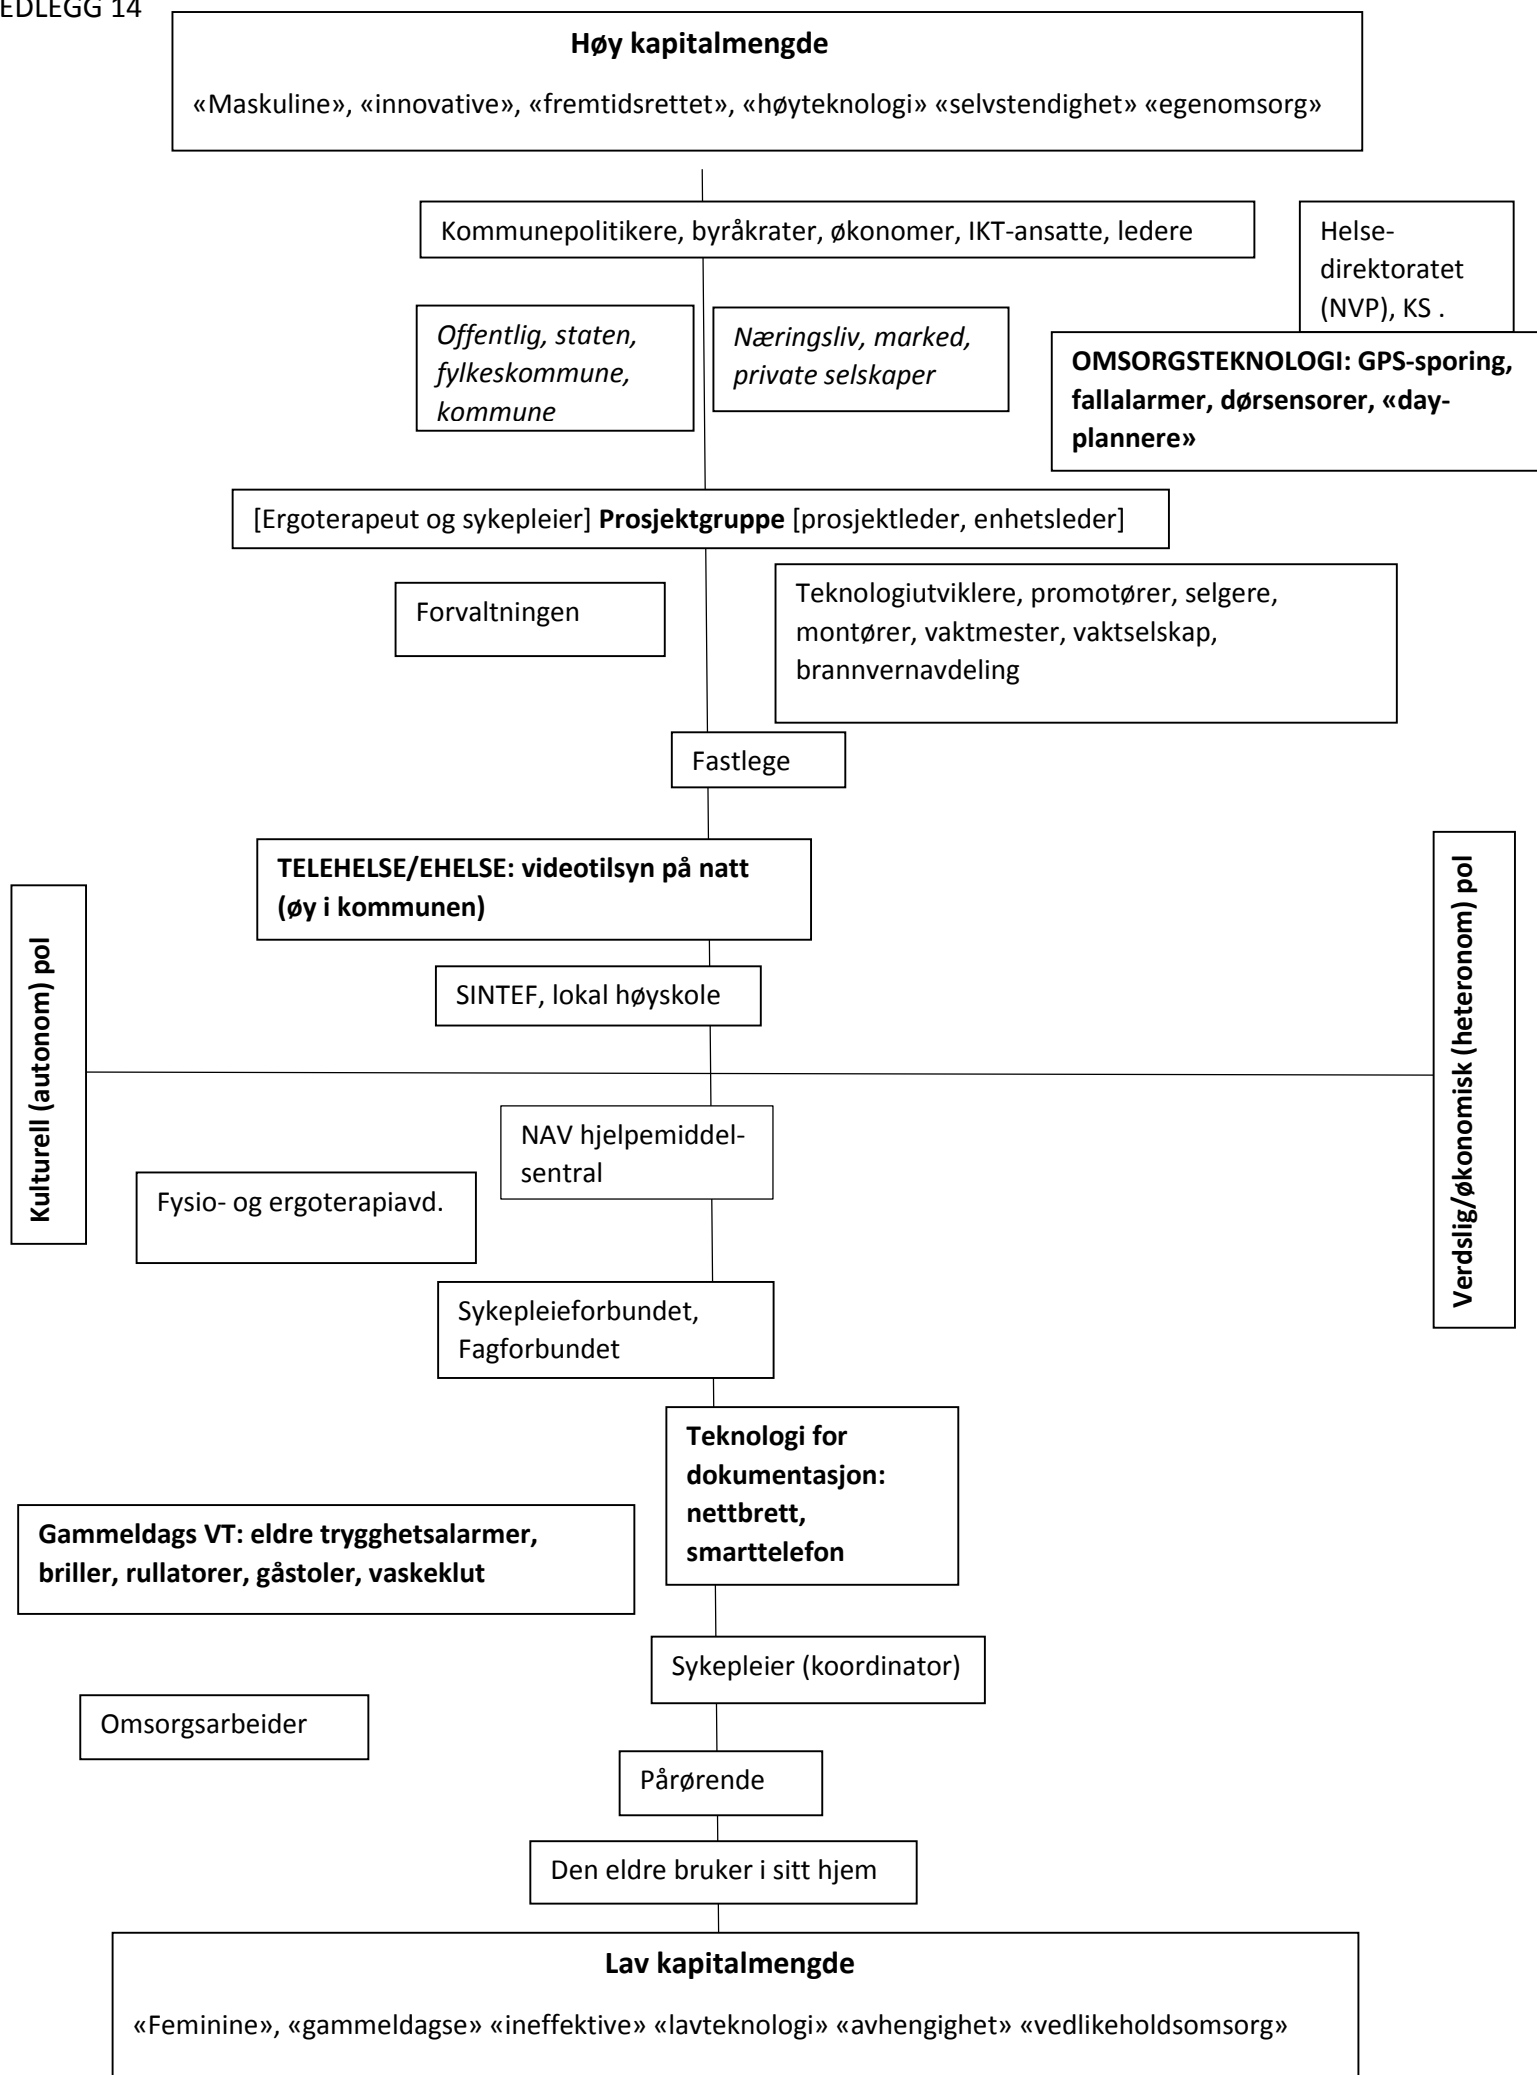 EDLEGG 14
Høy kapitalmengde
«Maskuline», «innovative», «fremtidsrettet», «høyteknologi» «selvstendighet» «egenomsorg»
Kommunepolitikere, byråkrater, økonomer, IKT-ansatte, ledere
Helse-
direktoratet
(NVP), KS .
Offentlig, staten,
fylkeskommune,
kommune
Næringsliv, marked,
private selskaper
OMSORGSTEKNOLOGI: GPS-sporing,
fallalarmer, dørsensorer, «day-
plannere»
[Ergoterapeut og sykepleier] Prosjektgruppe [prosjektleder, enhetsleder]
Forvaltningen
Teknologiutviklere, promotører, selgere,
montører, vaktmester, vaktselskap,
brannvernavdeling
Fastlege
TELEHELSE/EHELSE: videotilsyn på natt
(øy i kommunen)
Kulturell (autonom) pol
Verdslig/økonomisk (heteronom) pol
SINTEF, lokal høyskole
NAV hjelpemiddel-
sentral
Fysio- og ergoterapiavd.
Sykepleieforbundet,
Fagforbundet
Teknologi for
dokumentasjon:
nettbrett,
smarttelefon
Gammeldags VT: eldre trygghetsalarmer,
briller, rullatorer, gåstoler, vaskeklut
Sykepleier (koordinator)
Omsorgsarbeider
Pårørende
Den eldre bruker i sitt hjem
Lav kapitalmengde
«Feminine», «gammeldagse» «ineffektive» «lavteknologi» «avhengighet» «vedlikeholdsomsorg»